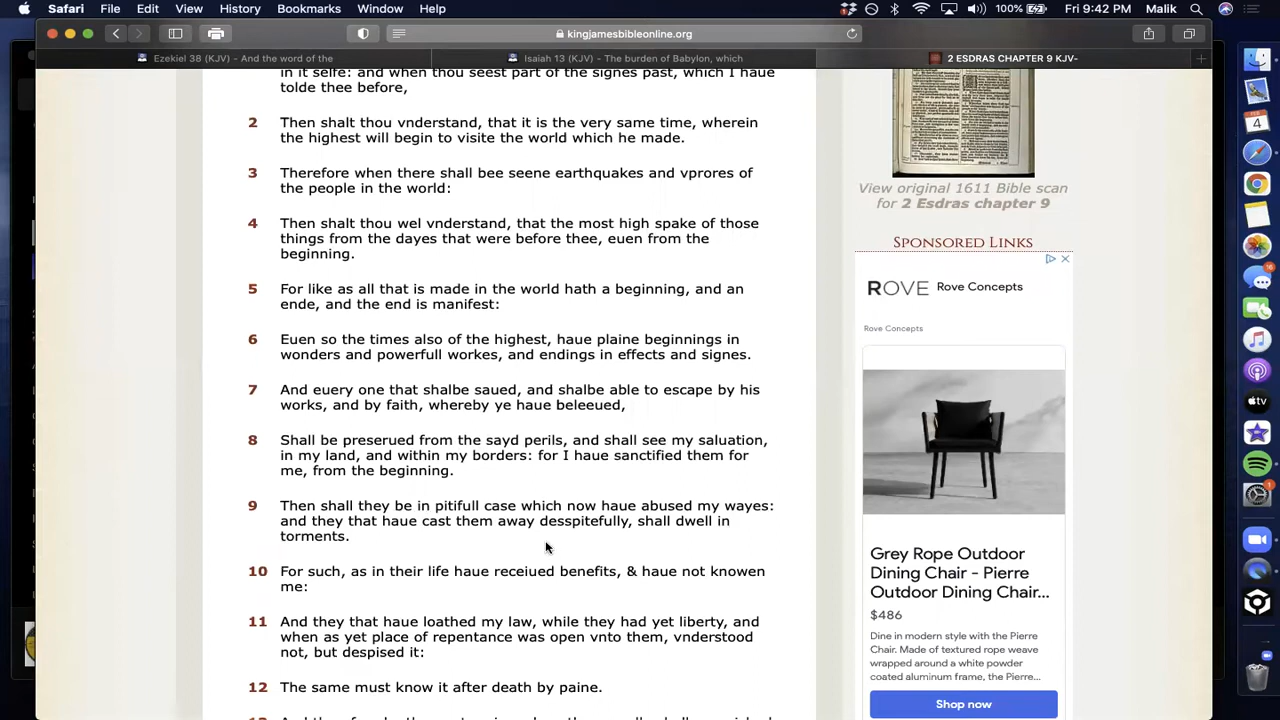 Safari File Edit View History Bookmarks Window Help 100% Fri 9:42 PM Malik
kingjamesbibleonline.org
Ezekiel 38 (KJV) - And the word of the
Isaiah 13 (KJV) - The burden of Babylon, which
2 ESDRAS CHAPTER 9 KJV-
in it selfe: and when thou seest part of the signes past, which I haue
tolde thee before,
2 Then shalt thou vnderstand, that it is the very same time, wherein
the highest will begin to visite the world which he made.
3 Therefore when there shall bee seene earthquakes and vprores of
the people in the world:
4 Then shalt thou wel vnderstand, that the most high spake of those
things from the dayes that were before thee, euen from the
beginning.
5 For like as all that is made in the world hath a beginning, and an
ende, and the end is manifest:
6 Euen so the times also of the highest, haue plaine beginnings in
wonders and powerfull workes, and endings in effects and signes.
7 And euery one that shalbe saued, and shalbe able to escape by his
works, and by faith, whereby ye haue beleeued,
8 Shall be preserued from the sayd perils, and shall see my saluation,
in my land, and within my borders: for I haue sanctified them for
me, from the beginning.
9 Then shall they be in pitifull case which now haue abused my wayes:
and they that haue cast them away desspitefully, shall dwell in
torments.
10 For such, as in their life haue receiued benefits, & haue not knowen
me:
11 And they that haue loathed my law, while they had yet liberty, and
when as yet place of repentance was open vnto them, vnderstood
not, but despised it:
12 The same must know it after death by paine.
View original 1611 Bible scan
for 2 Esdras chapter 9
SPONSORED LINKS
ROVE Rove Concepts
Rove Concepts
Grey Rope Outdoor
Dining Chair - Pierre
Outdoor Dining Chair...
$486
Dine in modern style with the Pierre
Chair. Made of textured rope weave
wrapped around a white powder
coated aluminum frame, the Pierre...
Shop now
FEB
4
16
tv
1